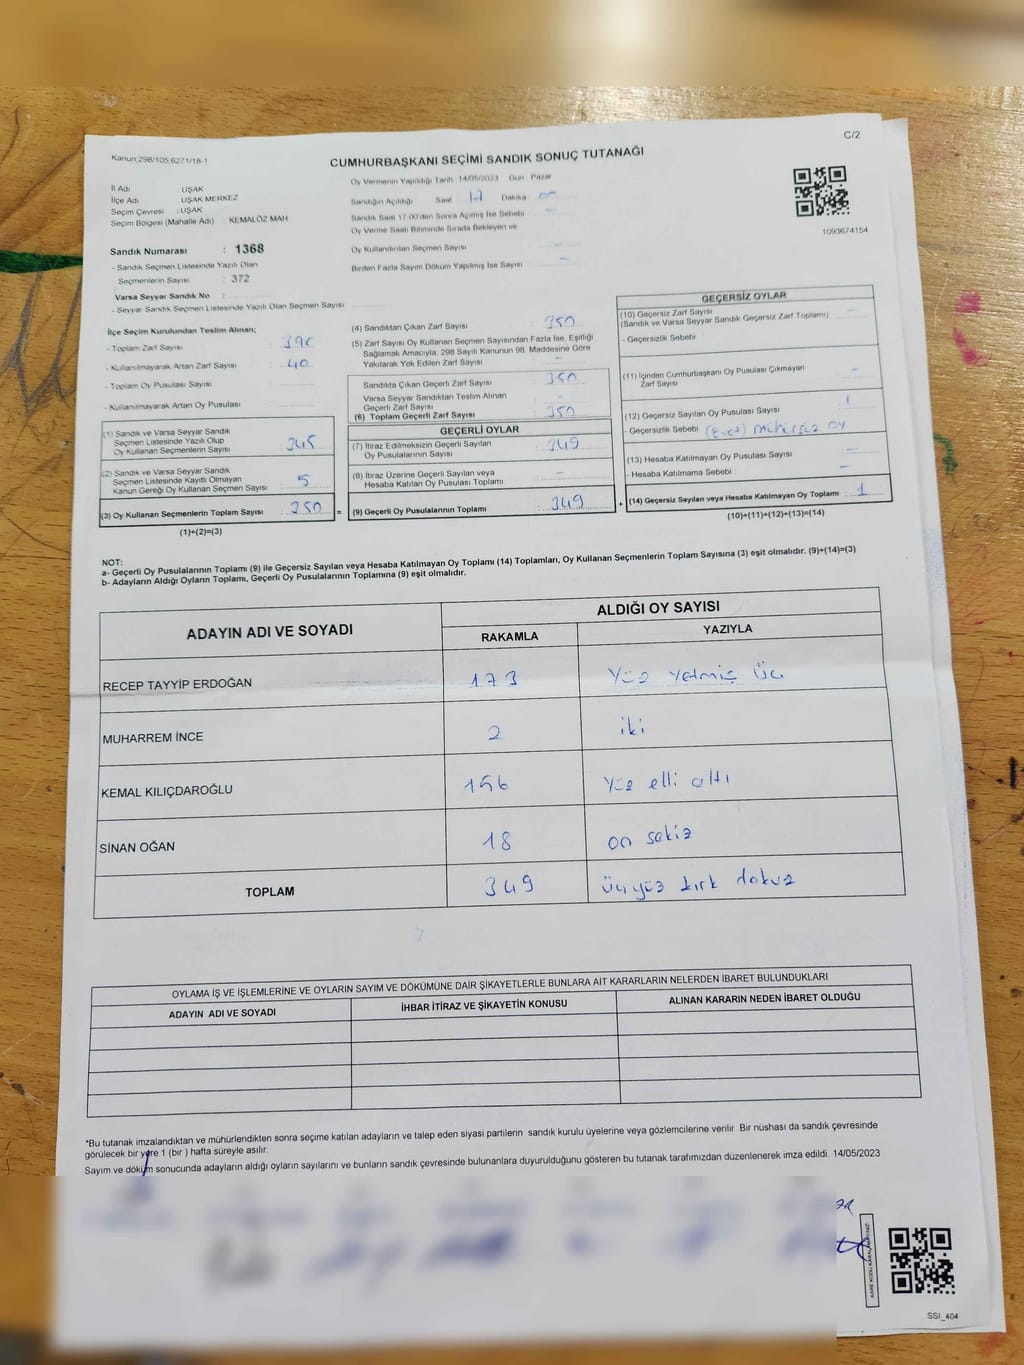 C/2
Kanun;298/105,6271/18-1
CUMHURBAŞKANI SEÇİMİ SANDIK SONUÇ TUTANAĞI
İl Adı : UŞAK
İlçe Adı : UŞAK MERKEZ
Seçim Çevresi : UŞAK
Seçim Bölgesi (Mahalle Adı) : KEMALÖZ MAH
Sandık Numarası : 1368
- Sandık Seçmen Listesinde Yazılı Olan
Seçmenlerin Sayısı : 372
Varsa Seyyar Sandık No :
- Seyyar Sandık Seçmen Listesinde Yazılı Olan Seçmen Sayısı
Oy Vermenin Yapıldığı Tarih :14/05/2023 Gün : Pazar
Sandığın Açıldığı Saat 17 Dakika —
Sandık Saat 17:00'den Sonra Açılmış İse Sebebi —
Oy Verme Saati Bitiminde Sırada Bekleyen ve
Oy Kullandırılan Seçmen Sayısı —
Birden Fazla Sayım Döküm Yapılmış İse Sayısı —
1093674154
İlçe Seçim Kurulundan Teslim Alınan;
- Toplam Zarf Sayısı : 390
- Kullanılmayarak Artan Zarf Sayısı : 40
- Toplam Oy Pusulası Sayısı :
- Kullanılmayarak Artan Oy Pusulası
(1) Sandık ve Varsa Seyyar Sandık
Seçmen Listesinde Yazılı Olup
Oy Kullanan Seçmenlerin Sayısı : 345
(2) Sandık ve Varsa Seyyar Sandık
Seçmen Listesinde Kayıtlı Olmayan
Kanun Gereği Oy Kullanan Seçmen Sayısı : 5
(3) Oy Kullanan Seçmenlerin Toplam Sayısı : 350 =
(1)+(2)=(3)
(4) Sandıktan Çıkan Zarf Sayısı : 350
(5) Zarf Sayısı Oy Kullanan Seçmen Sayısından Fazla İse, Eşitliği
Sağlamak Amacıyla; 298 Sayılı Kanunun 98. Maddesine Göre
Yakılarak Yok Edilen Zarf Sayısı —
Sandıkta Çıkan Geçerli Zarf Sayısı 350
Varsa Seyyar Sandıktan Teslim Alınan
Geçerli Zarf Sayısı -
(6) Toplam Geçerli Zarf Sayısı 350
GEÇERLİ OYLAR
(7) İtiraz Edilmeksizin Geçerli Sayılan
Oy Pusulalarının Sayısı : 349
(8) İtiraz Üzerine Geçerli Sayılan veya
Hesaba Katılan Oy Pusulası Toplamı : —
(9) Geçerli Oy Pusulalarının Toplamı : 349 +
GEÇERSİZ OYLAR
(10) Geçersiz Zarf Sayısı
(Sandık ve Varsa Seyyar Sandık Geçersiz Zarf Toplamı) —
- Geçersizlik Sebebi
(11) İçinden Cumhurbaşkanı Oy Pusulası Çıkmayan
Zarf Sayısı —
(12) Geçersiz Sayılan Oy Pusulası Sayısı : 1
- Geçersizlik Sebebi (Evet) mühürsüz oy
(13) Hesaba Katılmayan Oy Pusulası Sayısı : —
- Hesaba Katılmama Sebebi : —
(14) Geçersiz Sayılan veya Hesaba Katılmayan Oy Toplamı : 1
(10)+(11)+(12)+(13)=(14)
NOT:
a- Geçerli Oy Pusulalarının Toplamı (9) ile Geçersiz Sayılan veya Hesaba Katılmayan Oy Toplamı (14) Toplamları, Oy Kullanan Seçmenlerin Toplam Sayısına (3) eşit olmalıdır. (9)+(14)=(3)
b- Adayların Aldığı Oyların Toplamı, Geçerli Oy Pusulalarının Toplamına (9) eşit olmalıdır.
ADAYIN ADI VE SOYADI ALDIĞI OY SAYISI
RAKAMLA YAZIYLA
RECEP TAYYİP ERDOĞAN 173 Yüz yetmiş üç
MUHARREM İNCE 2 iki
KEMAL KILIÇDAROĞLU 156 Yüz elli altı
SİNAN OĞAN 18 on sekiz
TOPLAM 349 üçyüz kırk dokuz
OYLAMA İŞ VE İŞLEMLERİNE VE OYLARIN SAYIM VE DÖKÜMÜNE DAİR ŞİKAYETLERLE BUNLARA AİT KARARLARIN NELERDEN İBARET BULUNDUKLARI
ADAYIN ADI VE SOYADI İHBAR İTİRAZ VE ŞİKAYETİN KONUSU ALINAN KARARIN NEDEN İBARET OLDUĞU
*Bu tutanak imzalandıktan ve mühürlendikten sonra seçime katılan adayların ve talep eden siyasi partilerin sandık kurulu üyelerine veya gözlemcilerine verilir. Bir nüshası da sandık çevresinde
görülecek bir yere 1 (bir ) hafta süreyle asılır.
Sayım ve döküm sonucunda adayların aldığı oyların sayılarını ve bunların sandık çevresinde bulunanlara duyurulduğunu gösteren bu tutanak tarafımızdan düzenlenerek imza edildi. 14/05/2023
SSI_404